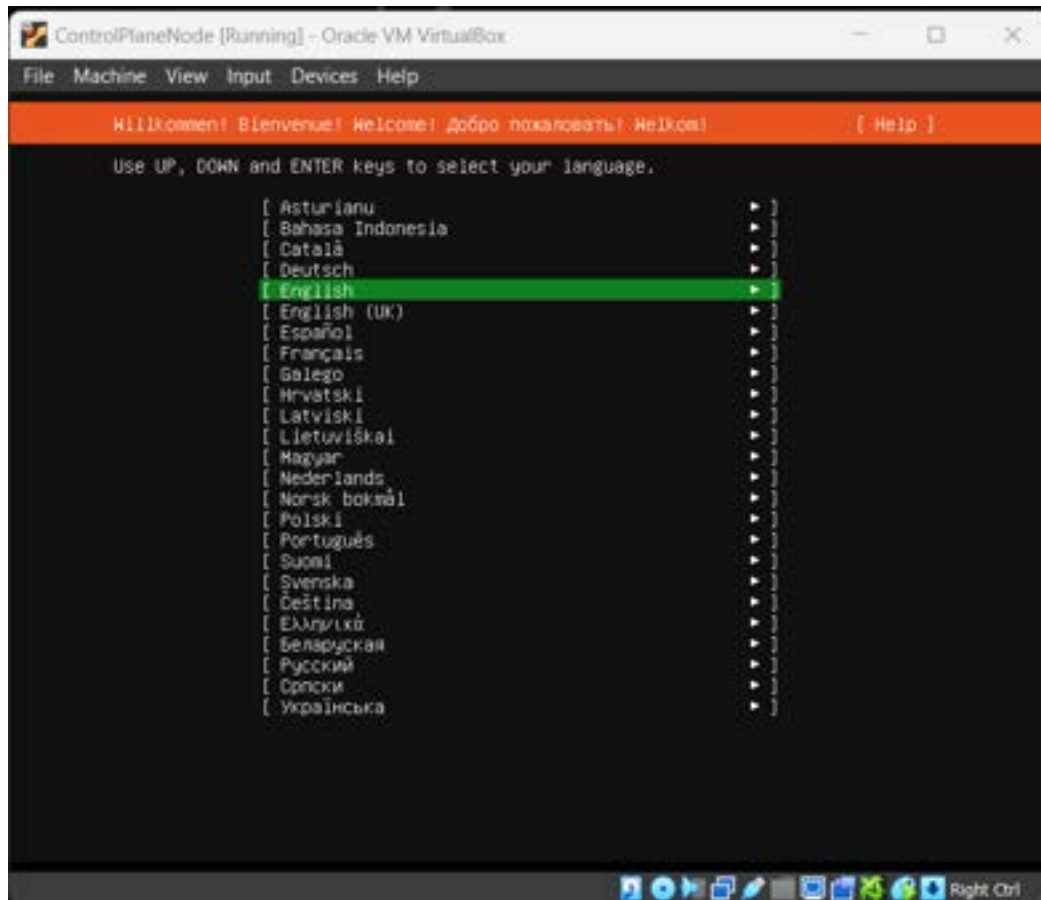 ControlPlaneNode [Running] - Oracle VM VirtualBox
File Machine View Input Devices Help
Willkommen! Bienvenue! Welcome! Добро пожаловать! Welkom! [ Help ]
Use UP, DOWN and ENTER keys to select your language.
[ Asturianu ▸ ]
[ Bahasa Indonesia ▸ ]
[ Català ▸ ]
[ Deutsch ▸ ]
[ English ▸ ]
[ English (UK) ▸ ]
[ Español ▸ ]
[ Français ▸ ]
[ Galego ▸ ]
[ Hrvatski ▸ ]
[ Latviski ▸ ]
[ Lietuviškai ▸ ]
[ Magyar ▸ ]
[ Nederlands ▸ ]
[ Norsk bokmål ▸ ]
[ Polski ▸ ]
[ Português ▸ ]
[ Suomi ▸ ]
[ Svenska ▸ ]
[ Čeština ▸ ]
[ Ελληνικά ▸ ]
[ Беларуская ▸ ]
[ Русский ▸ ]
[ Српски ▸ ]
[ Українська ▸ ]
Right Ctrl